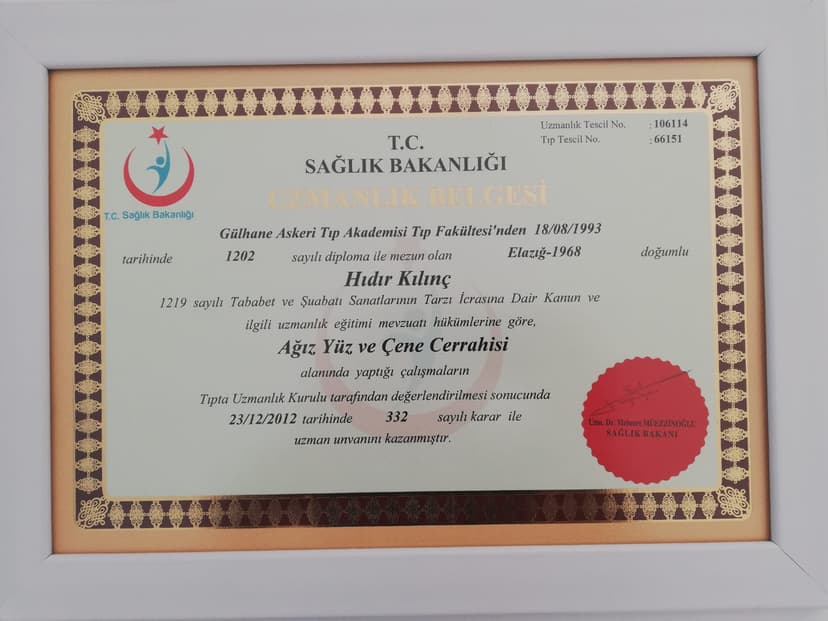 Uzmanlık Tescil No. : 106114
Tıp Tescil No. : 66151
T.C.
SAĞLIK BAKANLIĞI
UZMANLIK BELGESİ
T.C. Sağlık Bakanlığı
Gülhane Askeri Tıp Akademisi Tıp Fakültesi'nden 18/08/1993
tarihinde 1202 sayılı diploma ile mezun olan Elazığ-1968 doğumlu
Hıdır Kılınç
1219 sayılı Tababet ve Şuabatı Sanatlarının Tarzı İcrasına Dair Kanun ve
ilgili uzmanlık eğitimi mevzuatı hükümlerine göre,
Ağız Yüz ve Çene Cerrahisi
alanında yaptığı çalışmaların
Tıpta Uzmanlık Kurulu tarafından değerlendirilmesi sonucunda
23/12/2012 tarihinde 332 sayılı karar ile
uzman unvanını kazanmıştır.
Uzm. Dr. Mehmet MÜEZZİNOĞLU
SAĞLIK BAKANI